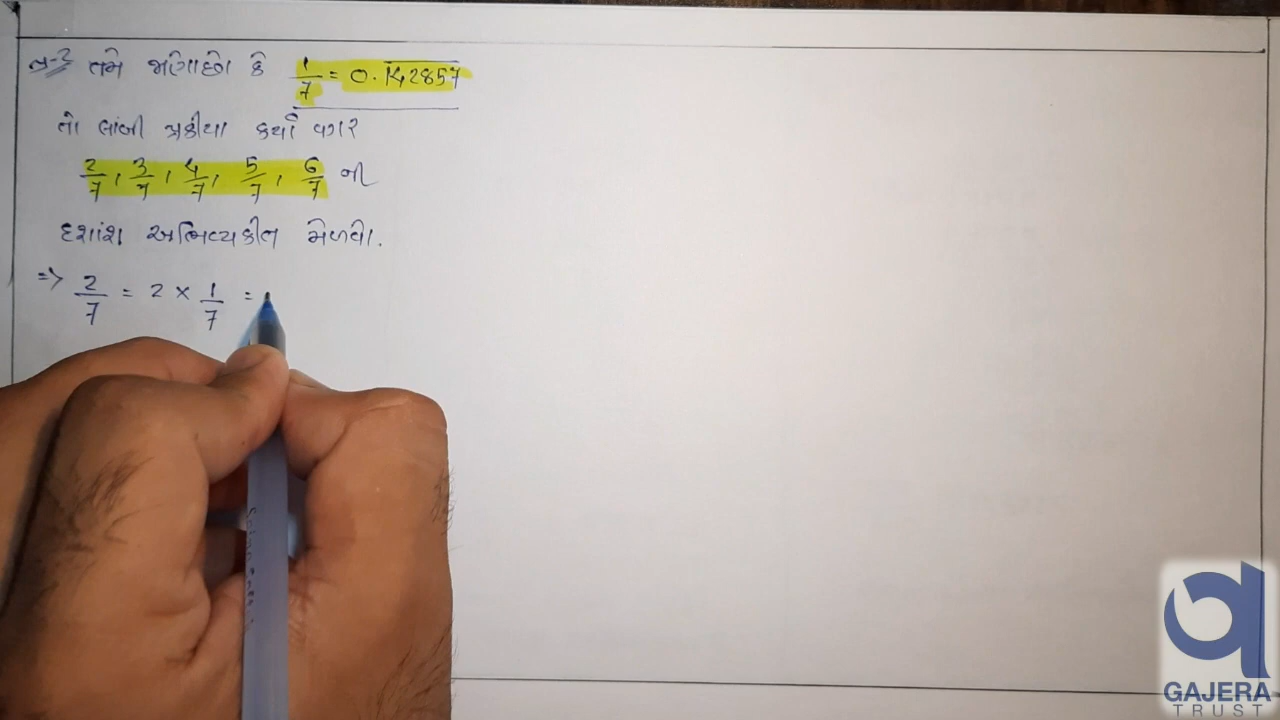 પ્ર-2 તમે જાણો છો કે 1/7 = 0.142857
તો લાંબી પ્રક્રીયા કર્યા વગર
2/7, 3/7, 4/7, 5/7, 6/7 ની
દશાંશ અભિવ્યકીત મેળવો.
=> 2/7 = 2 × 1/7 =
GAJERA
TRUST